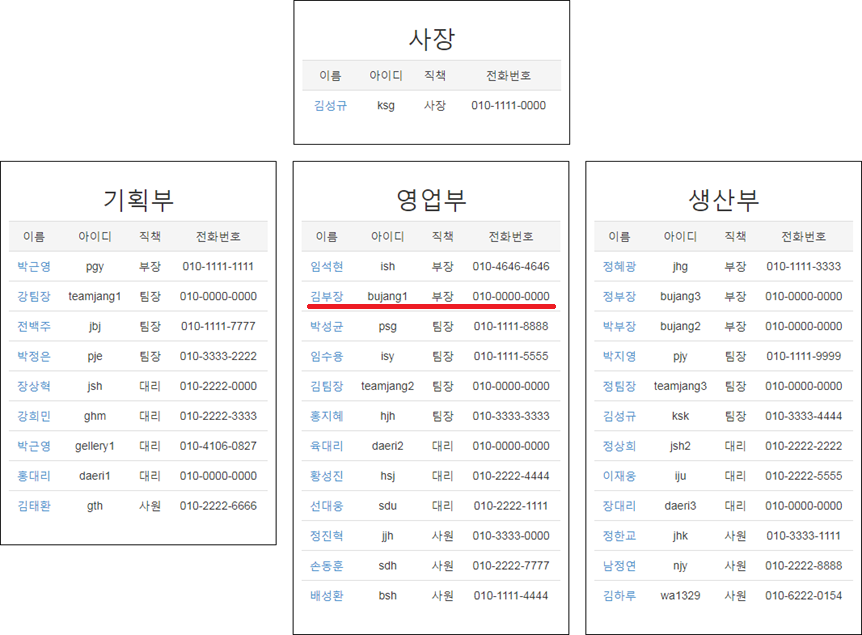 사장
이름 아이디 직책 전화번호
김성규 ksg 사장 010-1111-0000
기획부
이름 아이디 직책 전화번호
박근영 pgy 부장 010-1111-1111
강팀장 teamjang1 팀장 010-0000-0000
전백주 jbj 팀장 010-1111-7777
박정은 pje 팀장 010-3333-2222
장상혁 jsh 대리 010-2222-0000
강희민 ghm 대리 010-2222-3333
박근영 gellery1 대리 010-4106-0827
홍대리 daeri1 대리 010-0000-0000
김태환 gth 사원 010-2222-6666
영업부
이름 아이디 직책 전화번호
임석현 ish 부장 010-4646-4646
김부장 bujang1 부장 010-0000-0000
박성균 psg 팀장 010-1111-8888
임수용 isy 팀장 010-1111-5555
김팀장 teamjang2 팀장 010-0000-0000
홍지혜 hjh 팀장 010-3333-3333
육대리 daeri2 대리 010-0000-0000
황성진 hsj 대리 010-2222-4444
선대웅 sdu 대리 010-2222-1111
정진혁 jjh 사원 010-3333-0000
손동훈 sdh 사원 010-2222-7777
배성환 bsh 사원 010-1111-4444
생산부
이름 아이디 직책 전화번호
정혜광 jhg 부장 010-1111-3333
정부장 bujang3 부장 010-0000-0000
박부장 bujang2 부장 010-0000-0000
박지영 pjy 팀장 010-1111-9999
정팀장 teamjang3 팀장 010-0000-0000
김성규 ksk 팀장 010-3333-4444
정상희 jsh2 대리 010-2222-2222
이재웅 iju 대리 010-2222-5555
장대리 daeri3 대리 010-0000-0000
정한교 jhk 사원 010-3333-1111
남정연 njy 사원 010-2222-8888
김하루 wa1329 사원 010-6222-0154